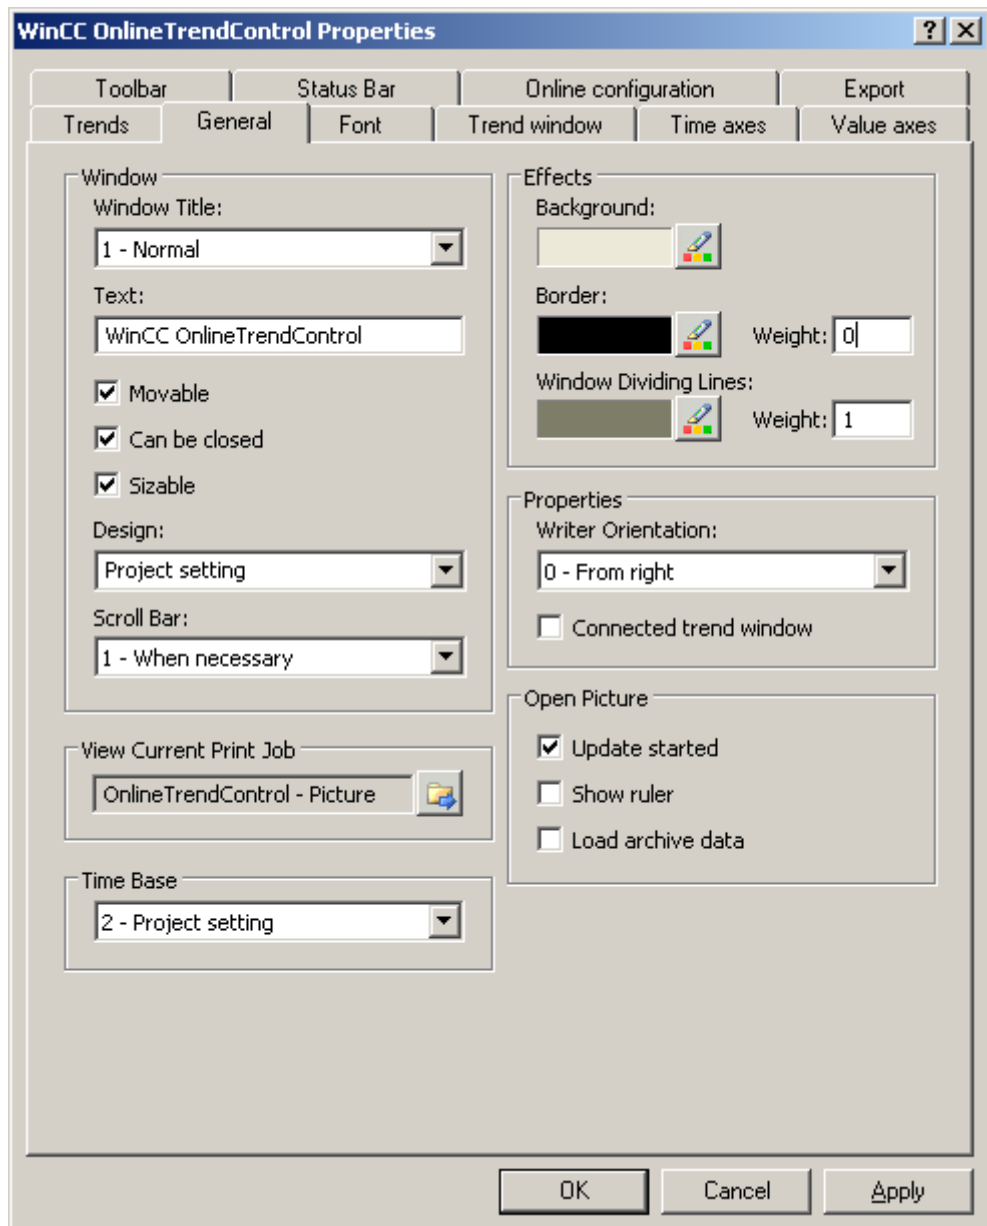 WinCC OnlineTrendControl Properties
Toolbar Status Bar Online configuration Export
Trends General Font Trend window Time axes Value axes
Window
Window Title:
1 - Normal
Text:
WinCC OnlineTrendControl
Movable
Can be closed
Sizable
Design:
Project setting
Scroll Bar:
1 - When necessary
View Current Print Job
OnlineTrendControl - Picture
Time Base
2 - Project setting
Effects
Background:
Border:
Weight: 0
Window Dividing Lines:
Weight: 1
Properties
Writer Orientation:
0 - From right
Connected trend window
Open Picture
Update started
Show ruler
Load archive data
OK Cancel Apply